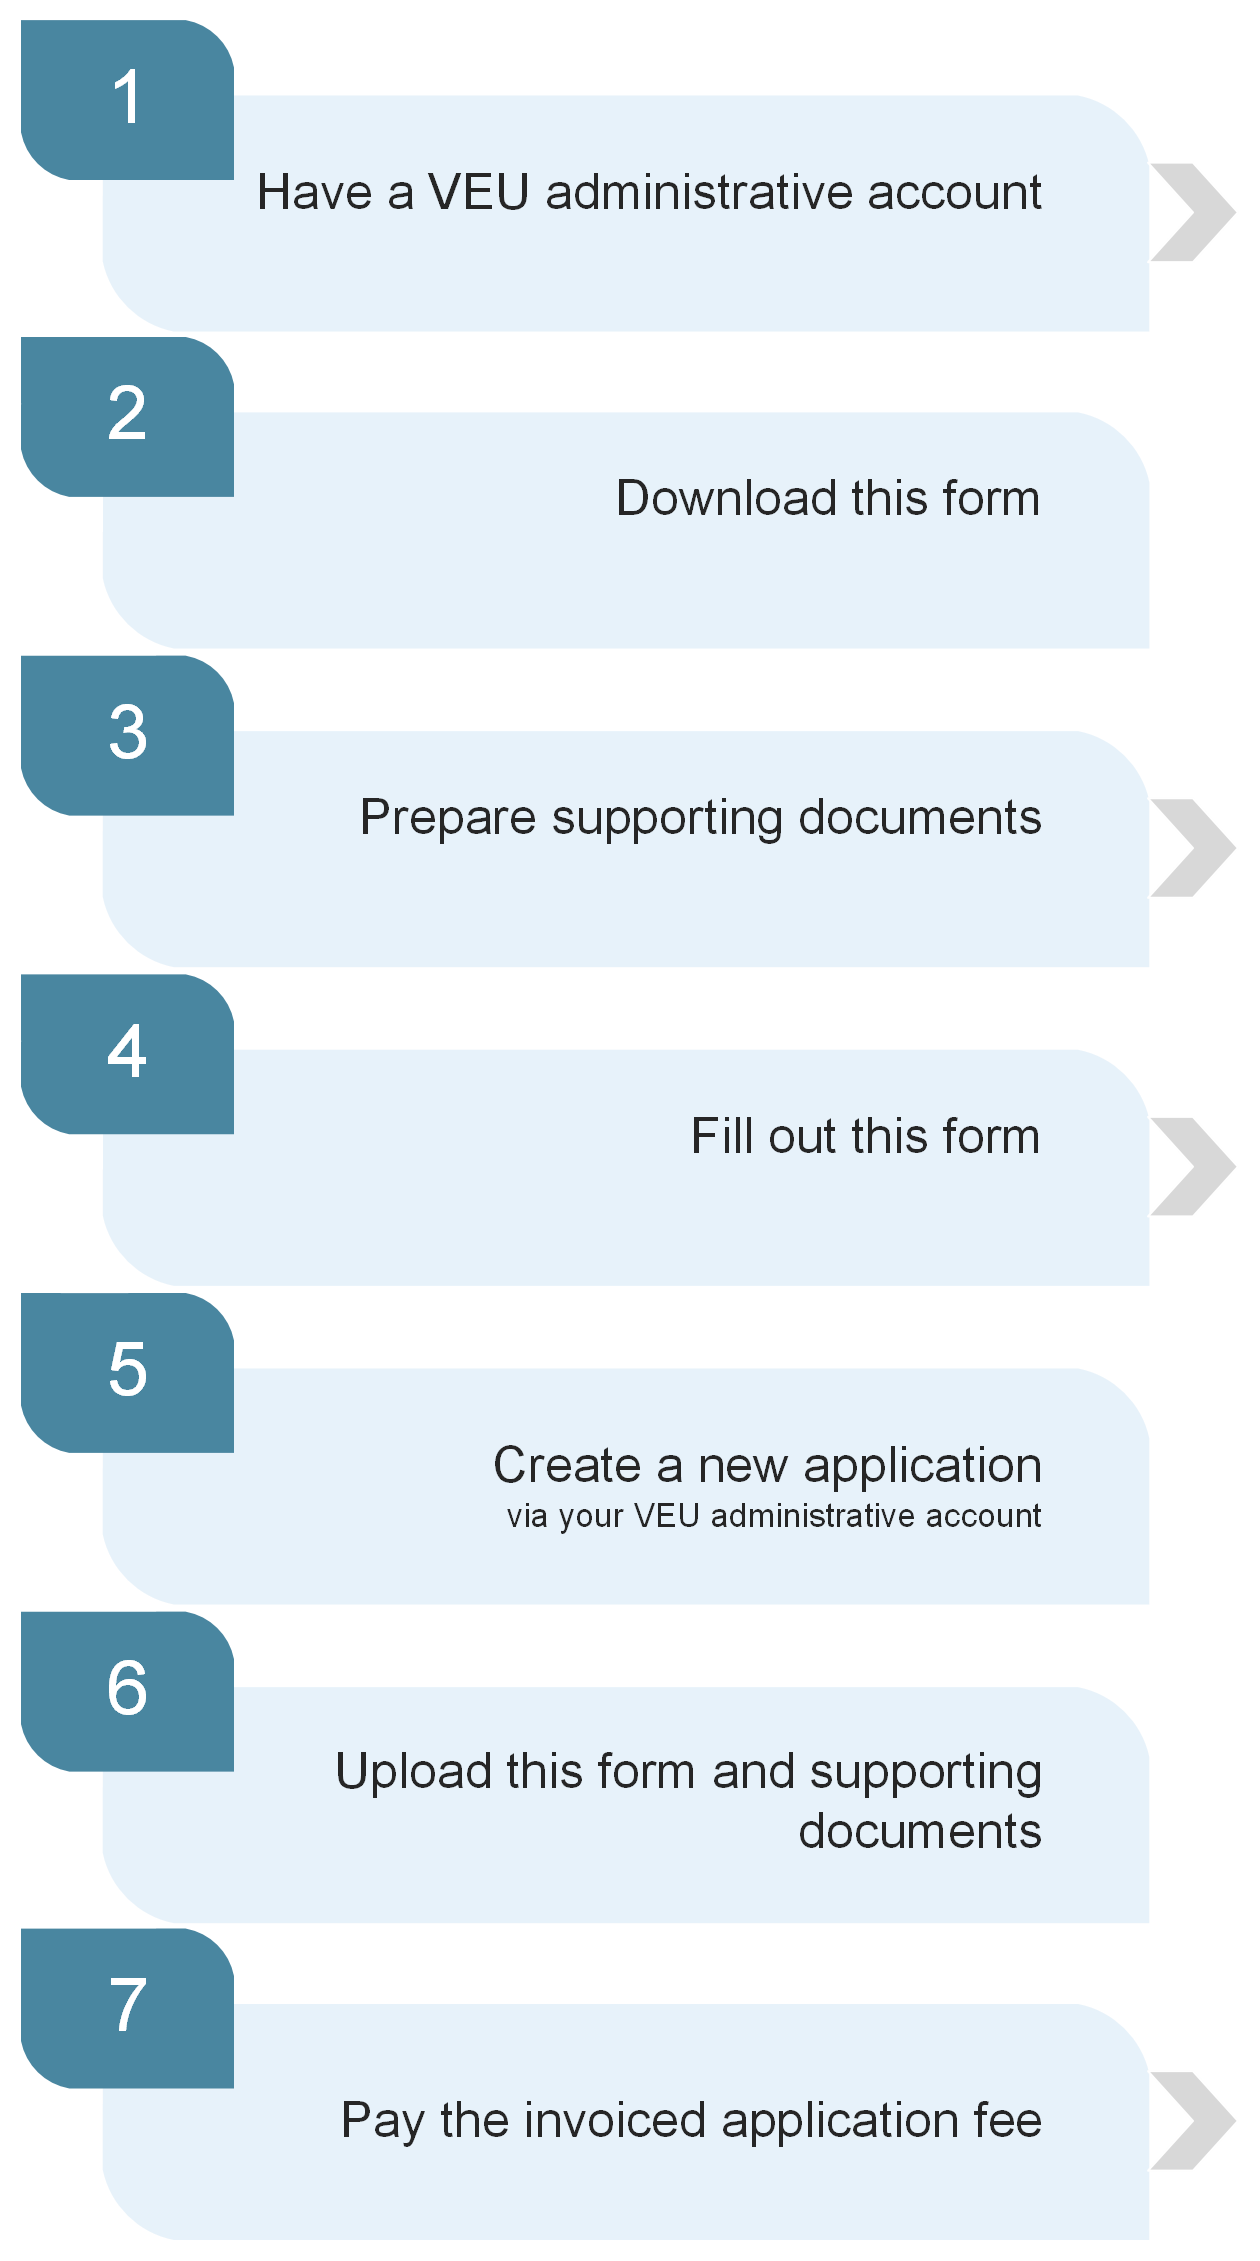 1
Have a VEU administrative account
2
Download this form
3
Prepare supporting documents
4
Fill out this form
5
Create a new application
via your VEU administrative account
6
Upload this form and supporting
documents
7
Pay the invoiced application fee